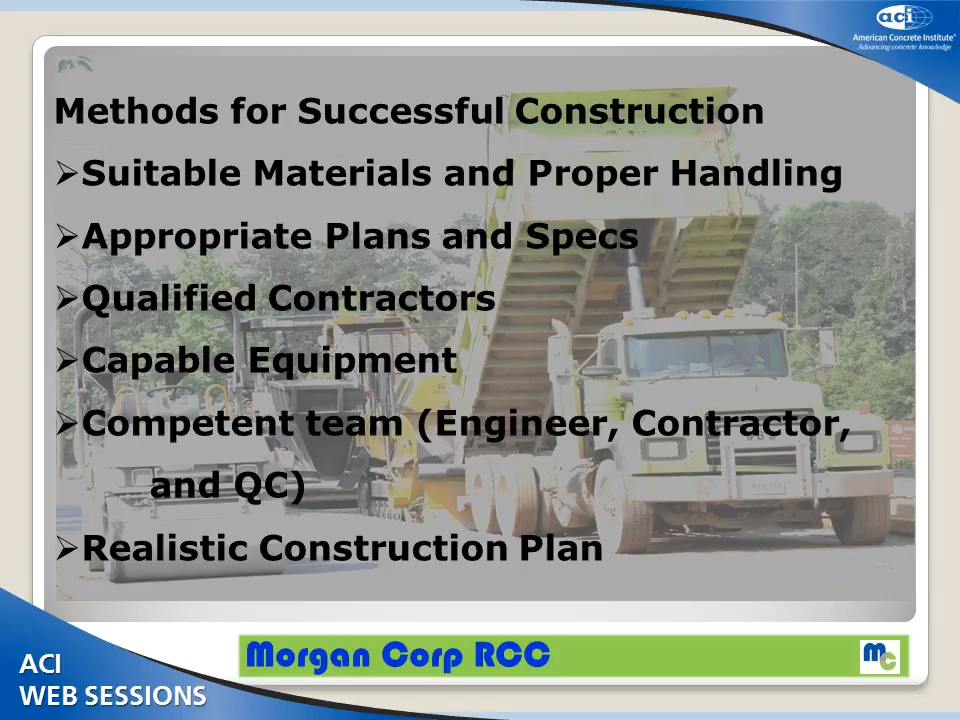 aci
American Concrete Institute®
Advancing concrete knowledge
Methods for Successful Construction
➢Suitable Materials and Proper Handling
➢Appropriate Plans and Specs
➢Qualified Contractors
➢Capable Equipment
➢Competent team (Engineer, Contractor,
and QC)
➢Realistic Construction Plan
Morgan Corp RCC
MC
ACI
WEB SESSIONS